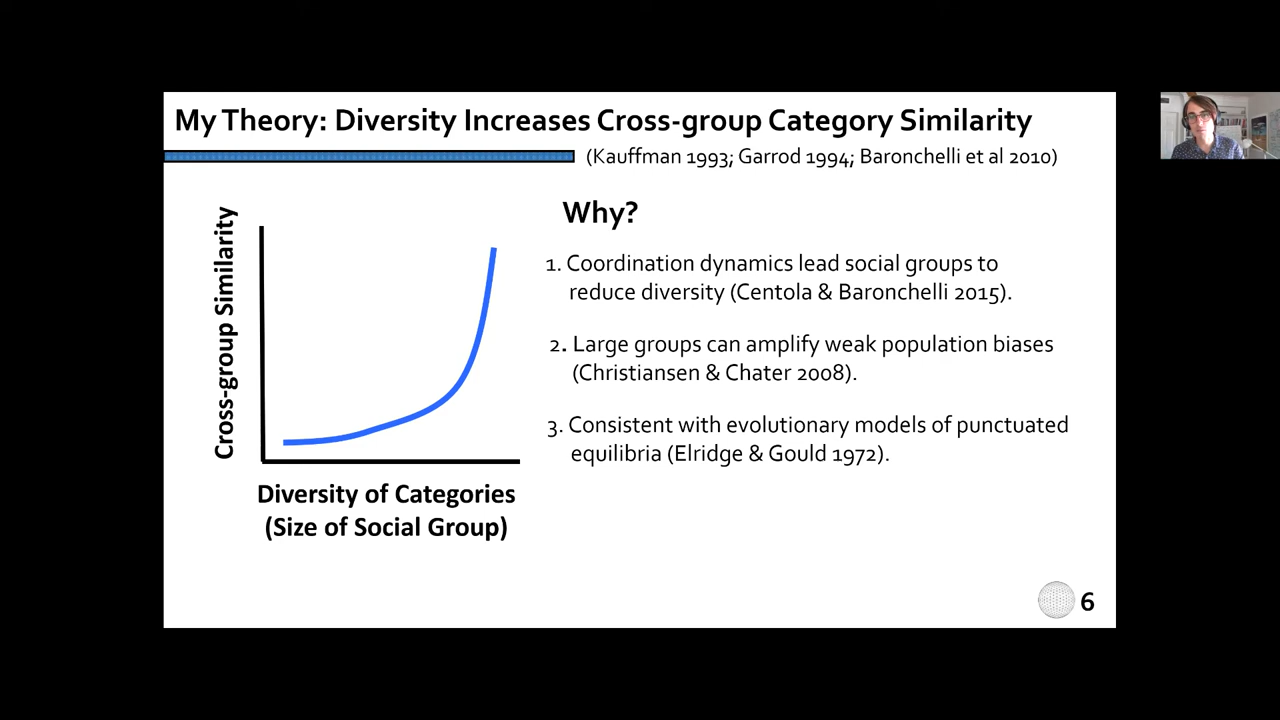 My Theory: Diversity Increases Cross-group Category Similarity
(Kauffman 1993; Garrod 1994; Baronchelli et al 2010)
Cross-group Similarity
Diversity of Categories
(Size of Social Group)
Why?
1. Coordination dynamics lead social groups to
reduce diversity (Centola & Baronchelli 2015).
2. Large groups can amplify weak population biases
(Christiansen & Chater 2008).
3. Consistent with evolutionary models of punctuated
equilibria (Elridge & Gould 1972).
6